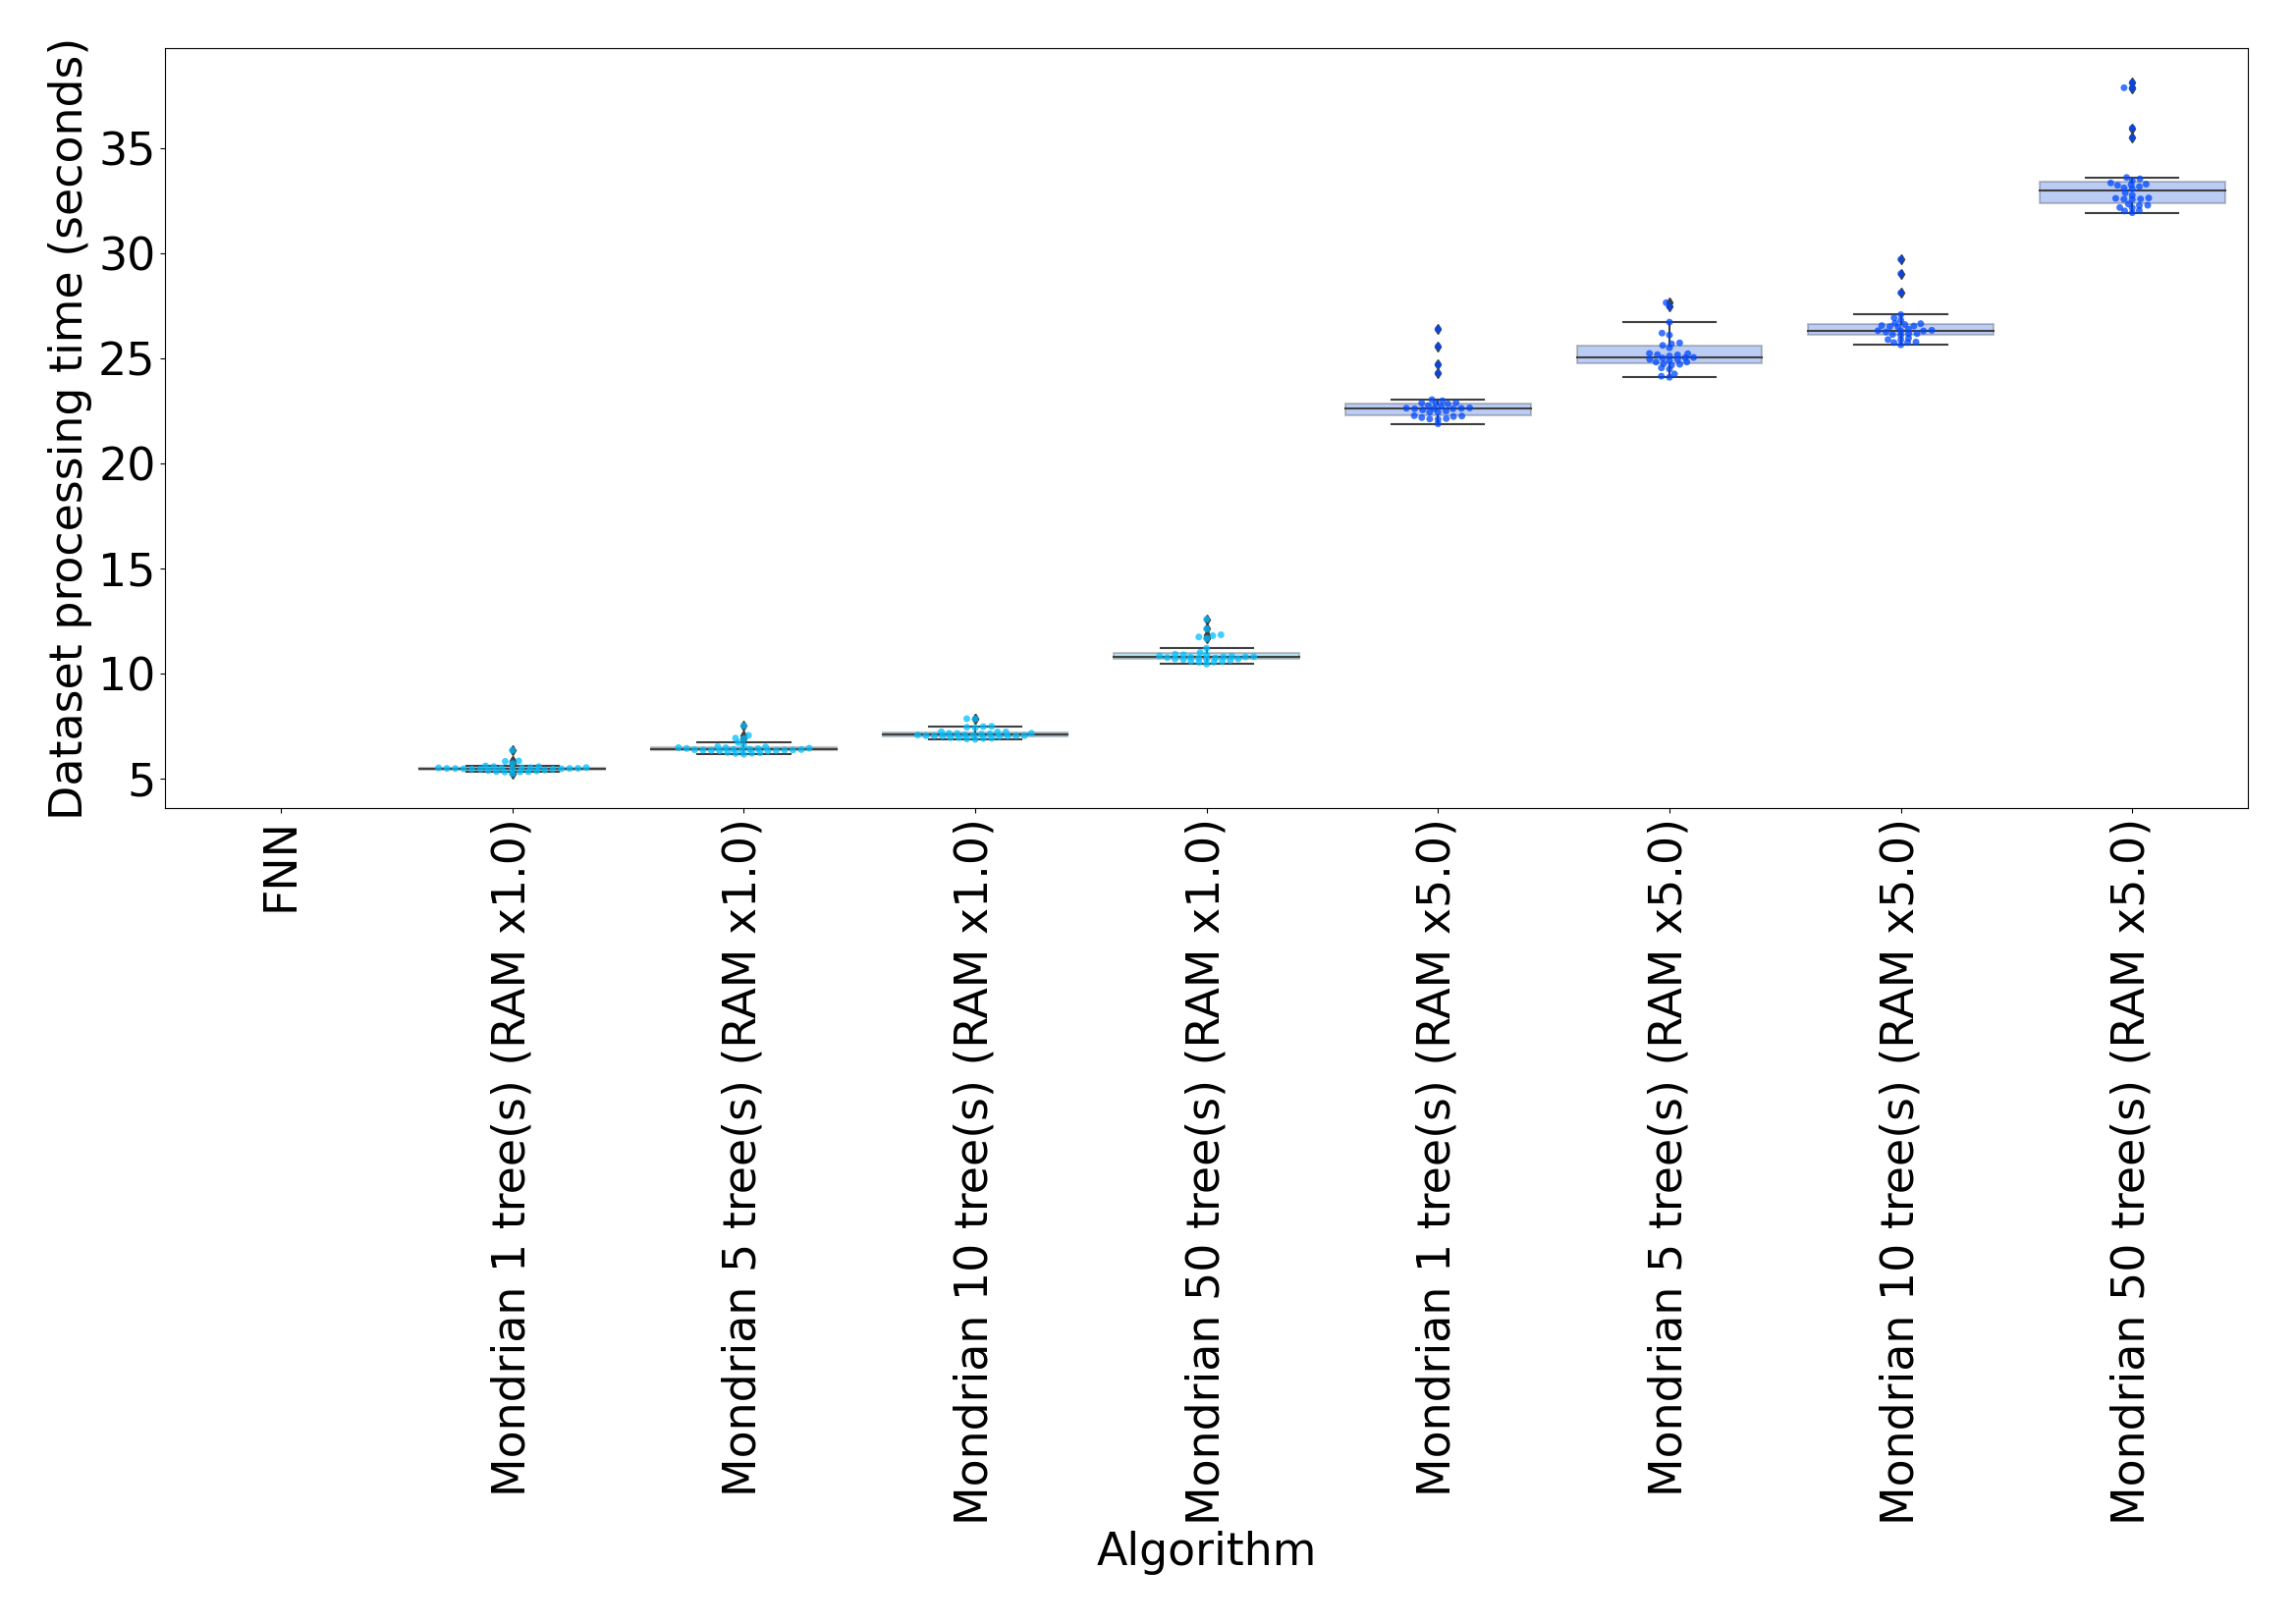 Dataset processing time (seconds)
35
30
25
20
15
10
5
FNN
Mondrian 1 tree(s) (RAM x1.0)
Mondrian 5 tree(s) (RAM x1.0)
Mondrian 10 tree(s) (RAM x1.0)
Mondrian 50 tree(s) (RAM x1.0)
Mondrian 1 tree(s) (RAM x5.0)
Mondrian 5 tree(s) (RAM x5.0)
Mondrian 10 tree(s) (RAM x5.0)
Mondrian 50 tree(s) (RAM x5.0)
Algorithm